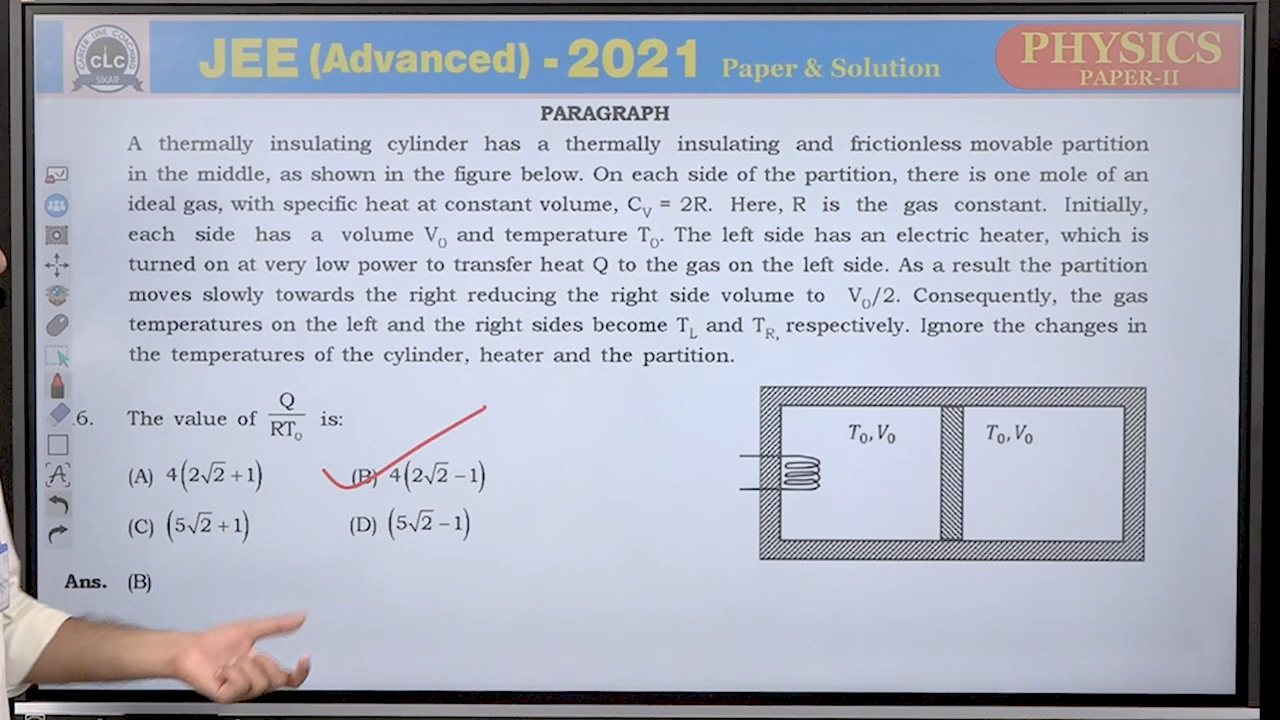 CAREER LINE COACHING
CLC
SIKAR
JEE (Advanced) - 2021 Paper & Solution
PHYSICS
PAPER-II
PARAGRAPH
A thermally insulating cylinder has a thermally insulating and frictionless movable partition
in the middle, as shown in the figure below. On each side of the partition, there is one mole of an
ideal gas, with specific heat at constant volume, C_V = 2R. Here, R is the gas constant. Initially,
each side has a volume V_0 and temperature T_0. The left side has an electric heater, which is
turned on at very low power to transfer heat Q to the gas on the left side. As a result the partition
moves slowly towards the right reducing the right side volume to V_0/2. Consequently, the gas
temperatures on the left and the right sides become T_L and T_R, respectively. Ignore the changes in
the temperatures of the cylinder, heater and the partition.
.6. The value of Q/RT_0 is:
(A) 4(2√2+1) (B) 4(2√2−1)
(C) (5√2+1) (D) (5√2−1)
Ans. (B)
T_0, V_0 T_0, V_0